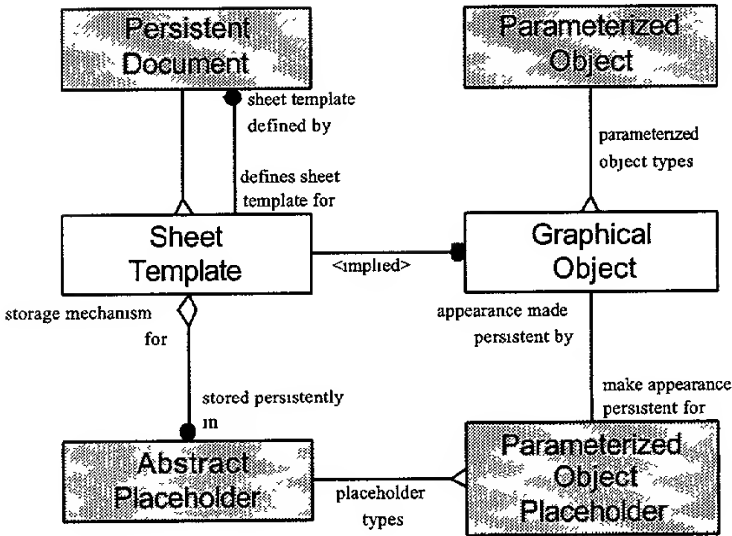 Persistent
Document
Parameterized
Object
sheet template
defined by
parameterized
object types
defines sheet
template for
Sheet
Template
<implied>
Graphical
Object
storage mechanism
for
appearance made
persistent by
stored persistently
in
make appearance
persistent for
Abstract
Placeholder
placeholder
types
Parameterized
Object
Placeholder